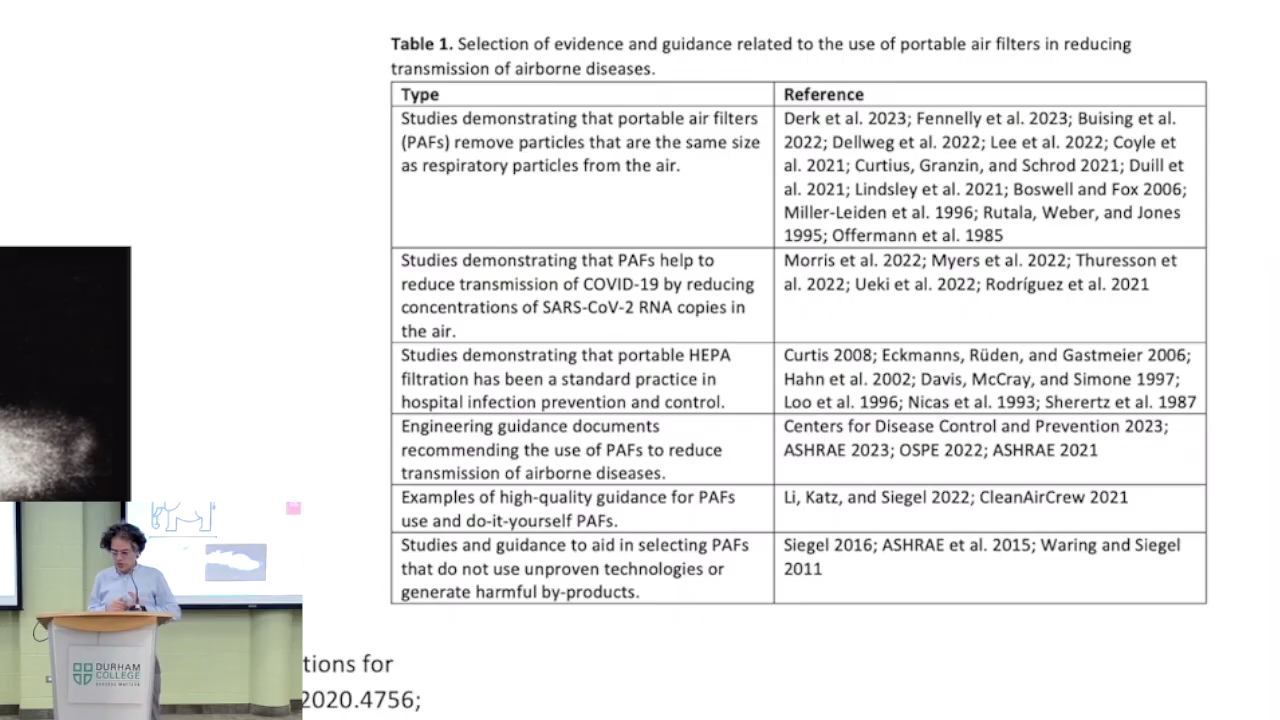 Table 1. Selection of evidence and guidance related to the use of portable air filters in reducing
transmission of airborne diseases.
Type
Reference
Studies demonstrating that portable air filters
(PAFs) remove particles that are the same size
as respiratory particles from the air.
Derk et al. 2023; Fennelly et al. 2023; Buising et al.
2022; Dellweg et al. 2022; Lee et al. 2022; Coyle et
al. 2021; Curtius, Granzin, and Schrod 2021; Duill et
al. 2021; Lindsley et al. 2021; Boswell and Fox 2006;
Miller-Leiden et al. 1996; Rutala, Weber, and Jones
1995; Offermann et al. 1985
Studies demonstrating that PAFs help to
reduce transmission of COVID-19 by reducing
concentrations of SARS-CoV-2 RNA copies in
the air.
Morris et al. 2022; Myers et al. 2022; Thuresson et
al. 2022; Ueki et al. 2022; Rodríguez et al. 2021
Studies demonstrating that portable HEPA
filtration has been a standard practice in
hospital infection prevention and control.
Curtis 2008; Eckmanns, Rüden, and Gastmeier 2006;
Hahn et al. 2002; Davis, McCray, and Simone 1997;
Loo et al. 1996; Nicas et al. 1993; Sherertz et al. 1987
Engineering guidance documents
recommending the use of PAFs to reduce
transmission of airborne diseases.
Centers for Disease Control and Prevention 2023;
ASHRAE 2023; OSPE 2022; ASHRAE 2021
Examples of high-quality guidance for PAFs
use and do-it-yourself PAFs.
Li, Katz, and Siegel 2022; CleanAirCrew 2021
Studies and guidance to aid in selecting PAFs
that do not use unproven technologies or
generate harmful by-products.
Siegel 2016; ASHRAE et al. 2015; Waring and Siegel
2011
tions for
2020.4756;
DURHAM
COLLEGE
SUCCESS MATTERS